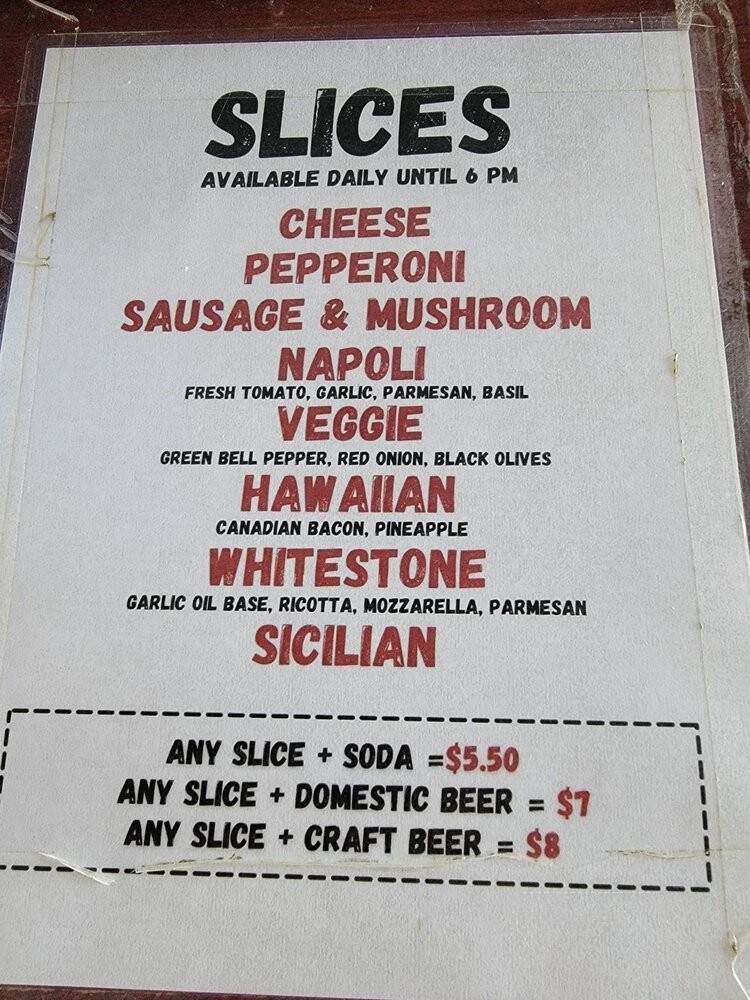 SLICES
AVAILABLE DAILY UNTIL 6 PM
CHEESE
PEPPERONI
SAUSAGE & MUSHROOM
NAPOLI
FRESH TOMATO, GARLIC, PARMESAN, BASIL
VEGGIE
GREEN BELL PEPPER, RED ONION, BLACK OLIVES
HAWAIIAN
CANADIAN BACON, PINEAPPLE
WHITESTONE
GARLIC OIL BASE, RICOTTA, MOZZARELLA, PARMESAN
SICILIAN
ANY SLICE + SODA =$5.50
ANY SLICE + DOMESTIC BEER = $7
ANY SLICE + CRAFT BEER = $8